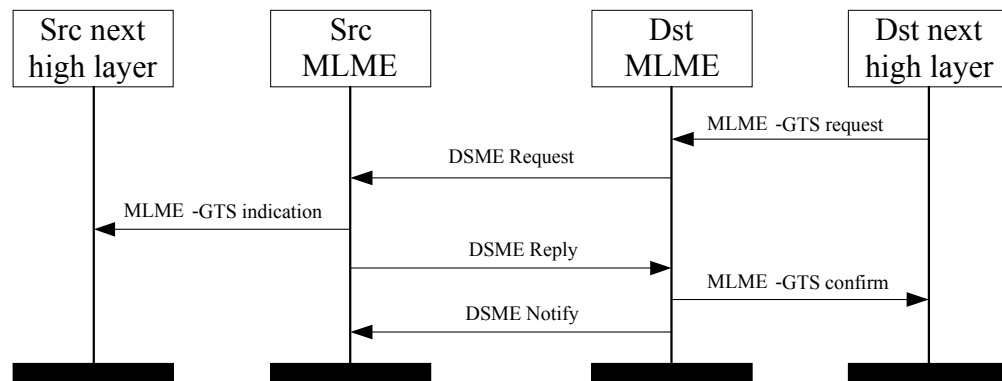 Src next
high layer
Src
MLME
Dst
MLME
Dst next
high layer
MLME -GTS request
DSME Request
MLME -GTS indication
DSME Reply
MLME -GTS confirm
DSME Notify